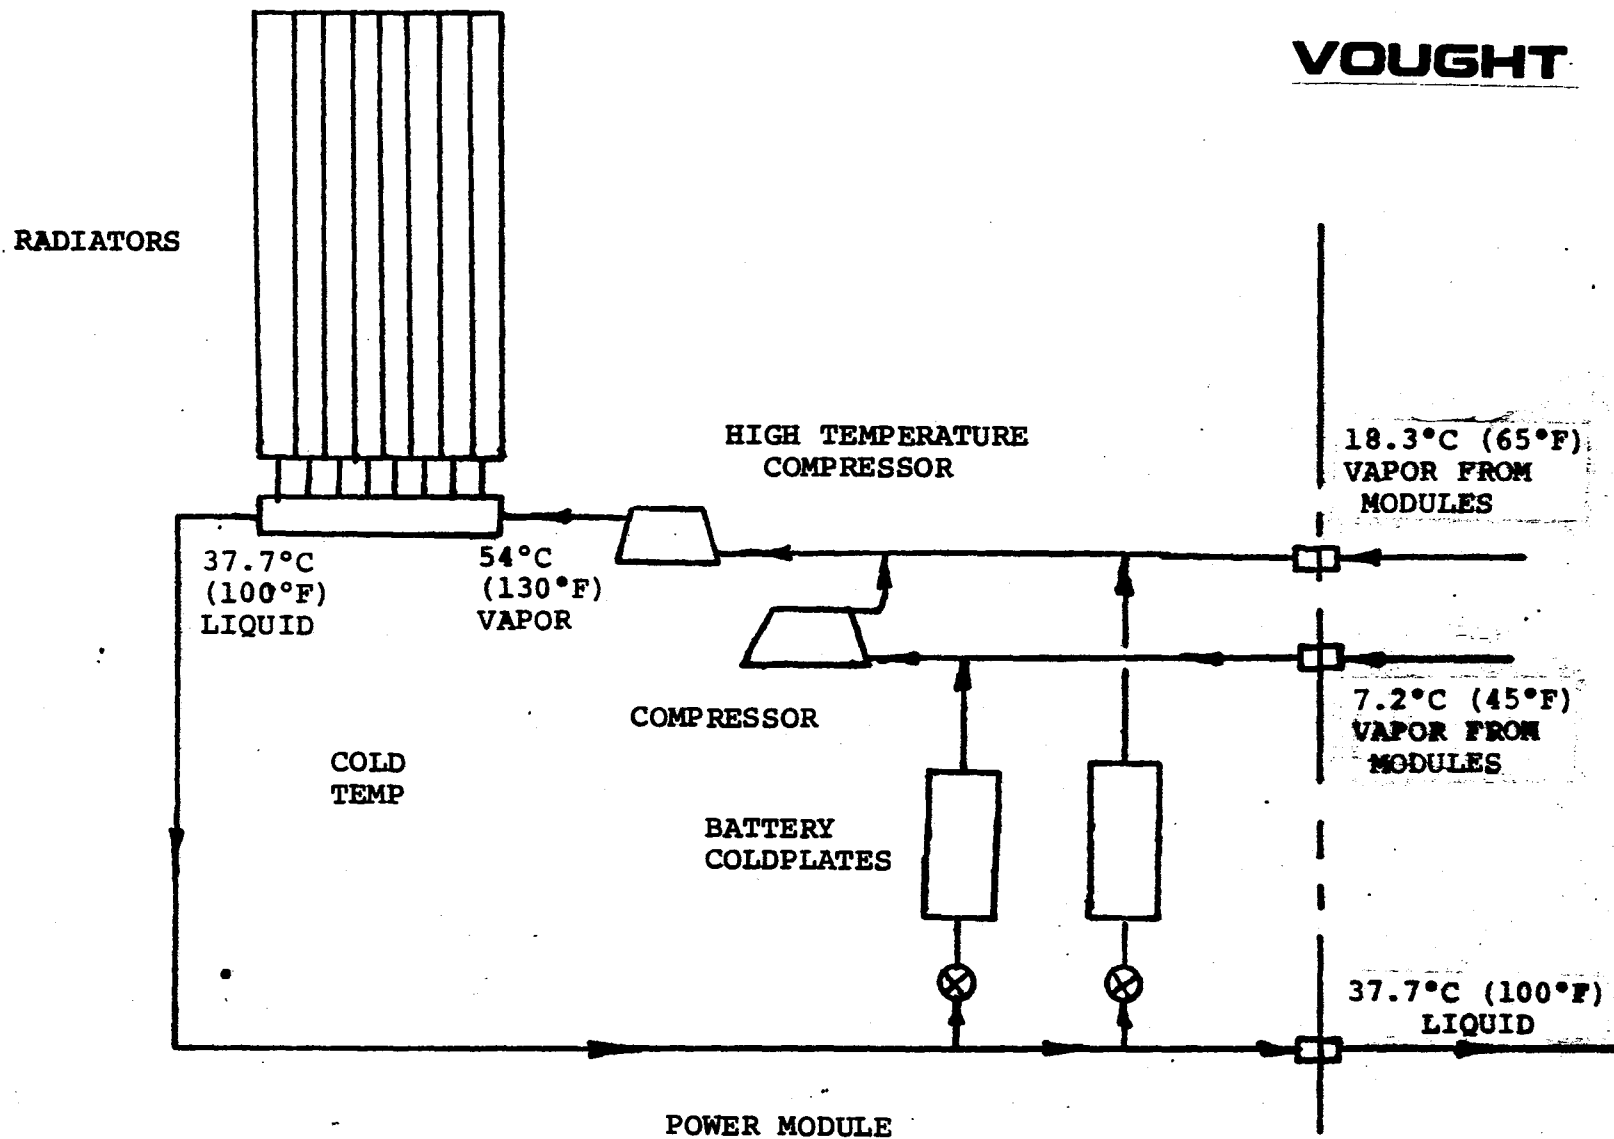 VOUGHT
RADIATORS
HIGH TEMPERATURE
COMPRESSOR
18.3°C (65°F)
VAPOR FROM
MODULES
37.7°C
(100°F)
LIQUID
54°C
(130°F)
VAPOR
COMPRESSOR
7.2°C (45°F)
VAPOR FROM
MODULES
COLD
TEMP
BATTERY
COLDPLATES
37.7°C (100°F)
LIQUID
POWER MODULE